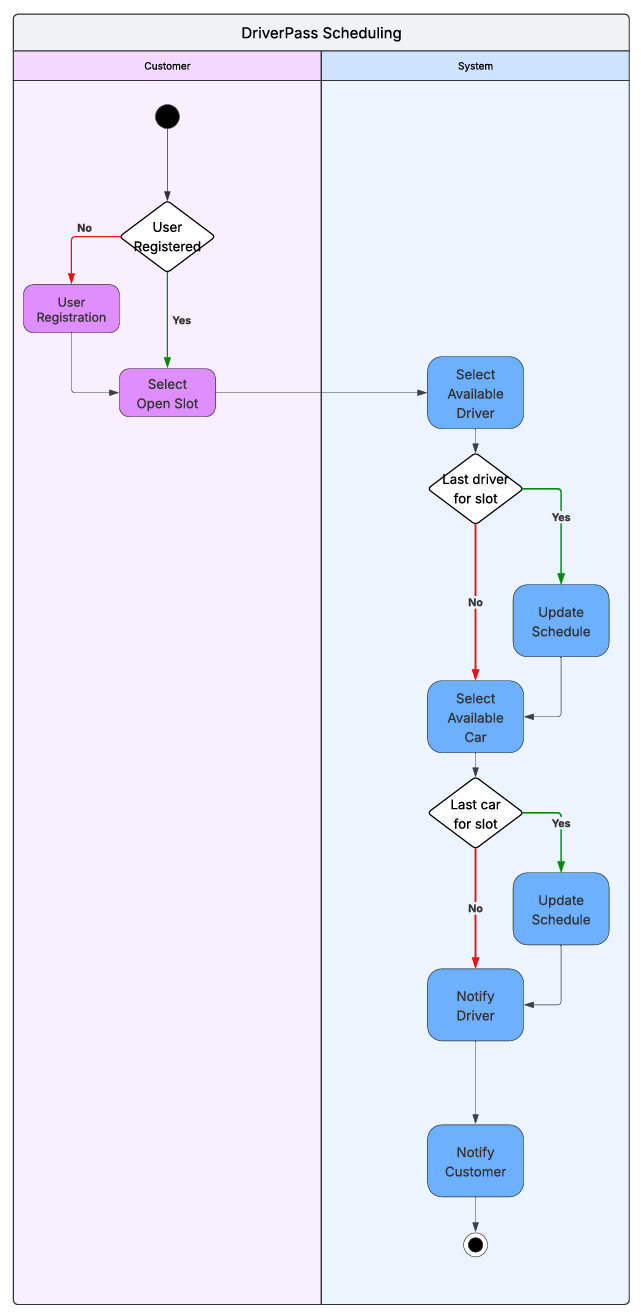 DriverPass Scheduling
Customer
System
User
Registered
No
User
Registration
Yes
Select
Open Slot
Select
Available
Driver
Last driver
for slot
Yes
No
Update
Schedule
Select
Available
Car
Last car
for slot
Yes
No
Update
Schedule
Notify
Driver
Notify
Customer